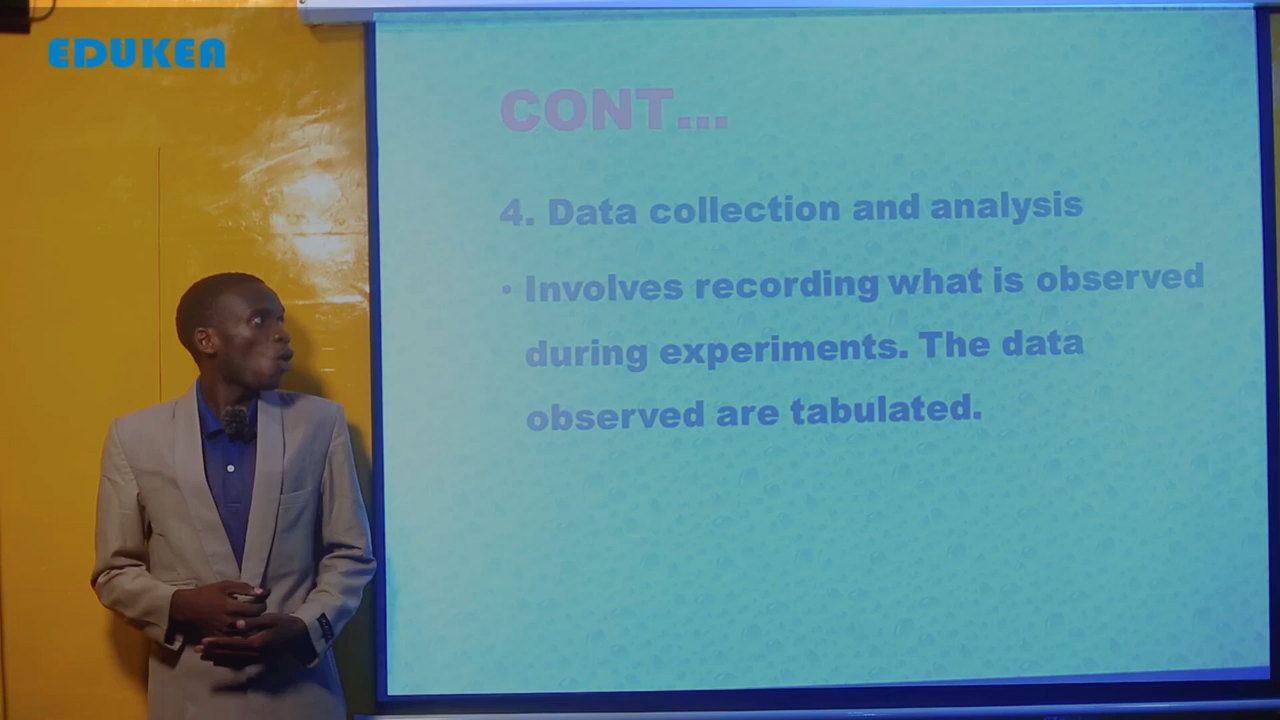 EDUKEA
CONT...
4. Data collection and analysis
• Involves recording what is observed
during experiments. The data
observed are tabulated.